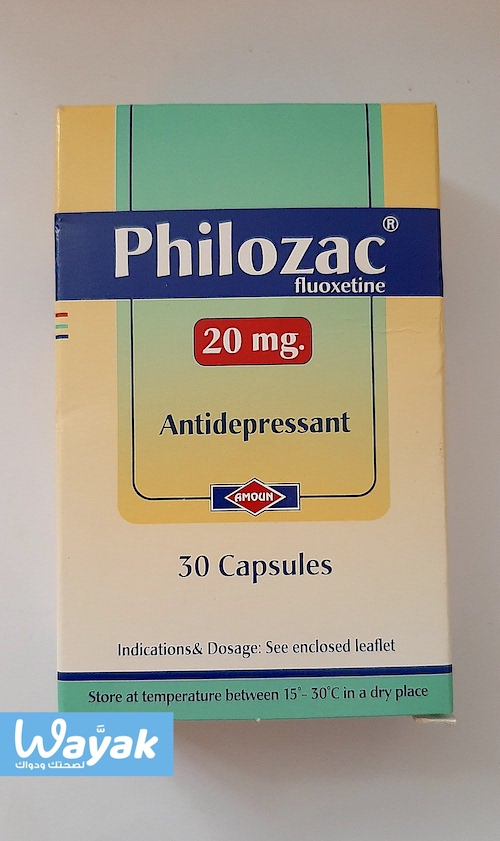 Philozac®
fluoxetine
20 mg.
Antidepressant
AMOUN
30 Capsules
Indications& Dosage: See enclosed leaflet
Store at temperature between 15°- 30°C in a dry place
Wayak
لصحتك ودواك